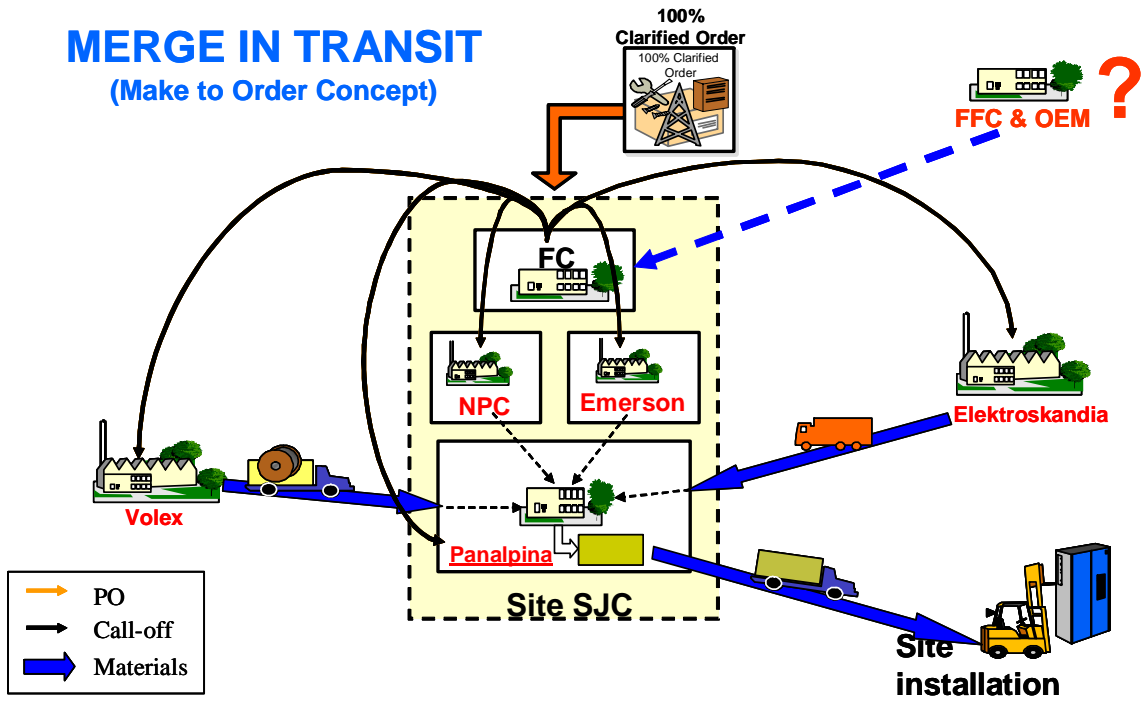 MERGE IN TRANSIT
(Make to Order Concept)
100%
Clarified Order
100% Clarified
Order
FFC & OEM
?
FC
NPC
Emerson
Elektroskandia
Volex
Panalpina
Site SJC
PO
Call-off
Materials
Site
installation